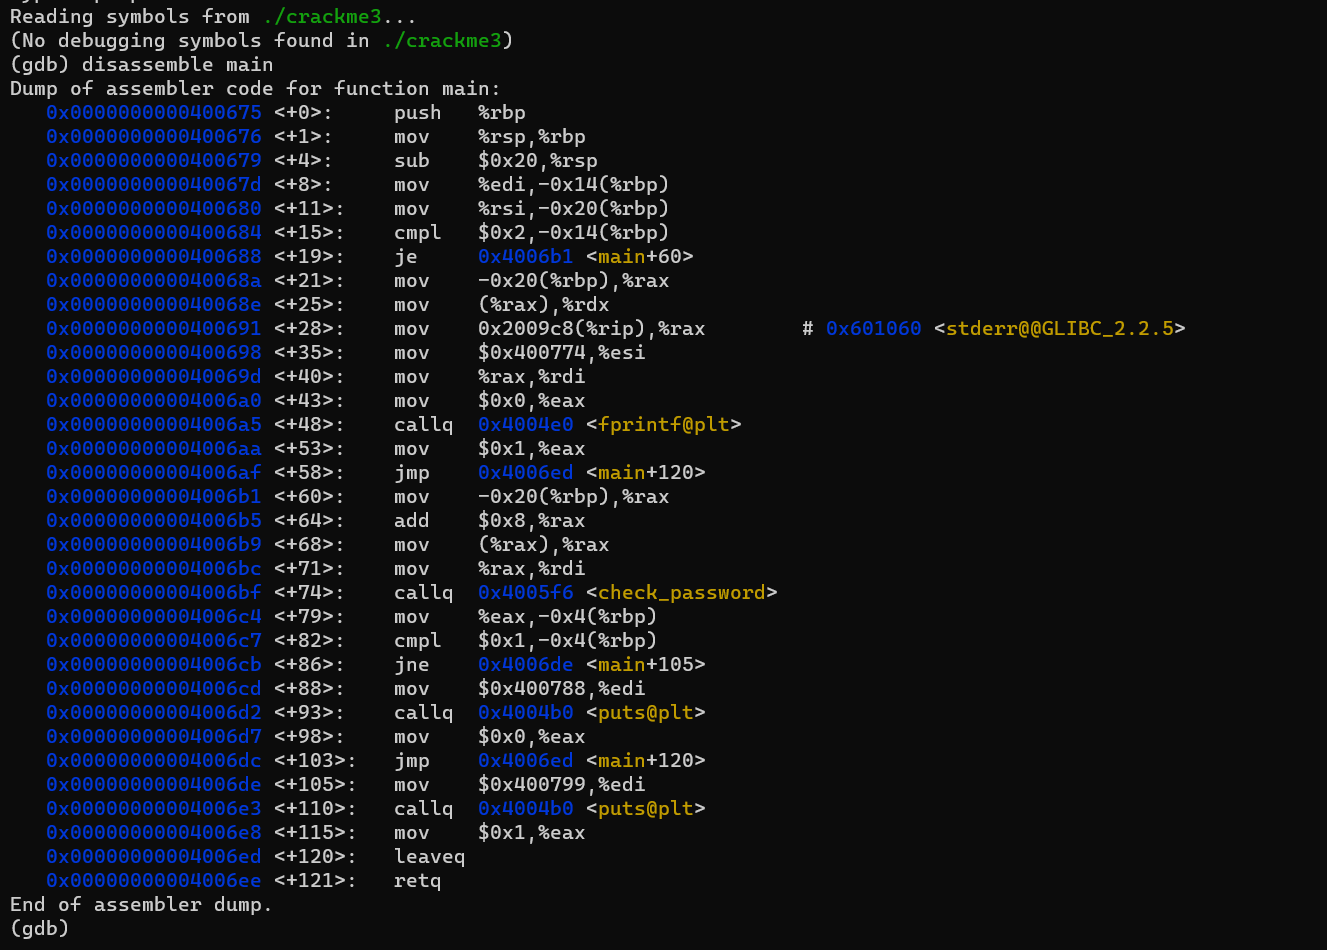 Reading symbols from ./crackme3...
(No debugging symbols found in ./crackme3)
(gdb) disassemble main
Dump of assembler code for function main:
   0x0000000000400675 <+0>:     push   %rbp
   0x0000000000400676 <+1>:     mov    %rsp,%rbp
   0x0000000000400679 <+4>:     sub    $0x20,%rsp
   0x000000000040067d <+8>:     mov    %edi,-0x14(%rbp)
   0x0000000000400680 <+11>:    mov    %rsi,-0x20(%rbp)
   0x0000000000400684 <+15>:    cmpl   $0x2,-0x14(%rbp)
   0x0000000000400688 <+19>:    je     0x4006b1 <main+60>
   0x000000000040068a <+21>:    mov    -0x20(%rbp),%rax
   0x000000000040068e <+25>:    mov    (%rax),%rdx
   0x0000000000400691 <+28>:    mov    0x2009c8(%rip),%rax        # 0x601060 <stderr@@GLIBC_2.2.5>
   0x0000000000400698 <+35>:    mov    $0x400774,%esi
   0x000000000040069d <+40>:    mov    %rax,%rdi
   0x00000000004006a0 <+43>:    mov    $0x0,%eax
   0x00000000004006a5 <+48>:    callq  0x4004e0 <fprintf@plt>
   0x00000000004006aa <+53>:    mov    $0x1,%eax
   0x00000000004006af <+58>:    jmp    0x4006ed <main+120>
   0x00000000004006b1 <+60>:    mov    -0x20(%rbp),%rax
   0x00000000004006b5 <+64>:    add    $0x8,%rax
   0x00000000004006b9 <+68>:    mov    (%rax),%rax
   0x00000000004006bc <+71>:    mov    %rax,%rdi
   0x00000000004006bf <+74>:    callq  0x4005f6 <check_password>
   0x00000000004006c4 <+79>:    mov    %eax,-0x4(%rbp)
   0x00000000004006c7 <+82>:    cmpl   $0x1,-0x4(%rbp)
   0x00000000004006cb <+86>:    jne    0x4006de <main+105>
   0x00000000004006cd <+88>:    mov    $0x400788,%edi
   0x00000000004006d2 <+93>:    callq  0x4004b0 <puts@plt>
   0x00000000004006d7 <+98>:    mov    $0x0,%eax
   0x00000000004006dc <+103>:   jmp    0x4006ed <main+120>
   0x00000000004006de <+105>:   mov    $0x400799,%edi
   0x00000000004006e3 <+110>:   callq  0x4004b0 <puts@plt>
   0x00000000004006e8 <+115>:   mov    $0x1,%eax
   0x00000000004006ed <+120>:   leaveq
   0x00000000004006ee <+121>:   retq
End of assembler dump.
(gdb)